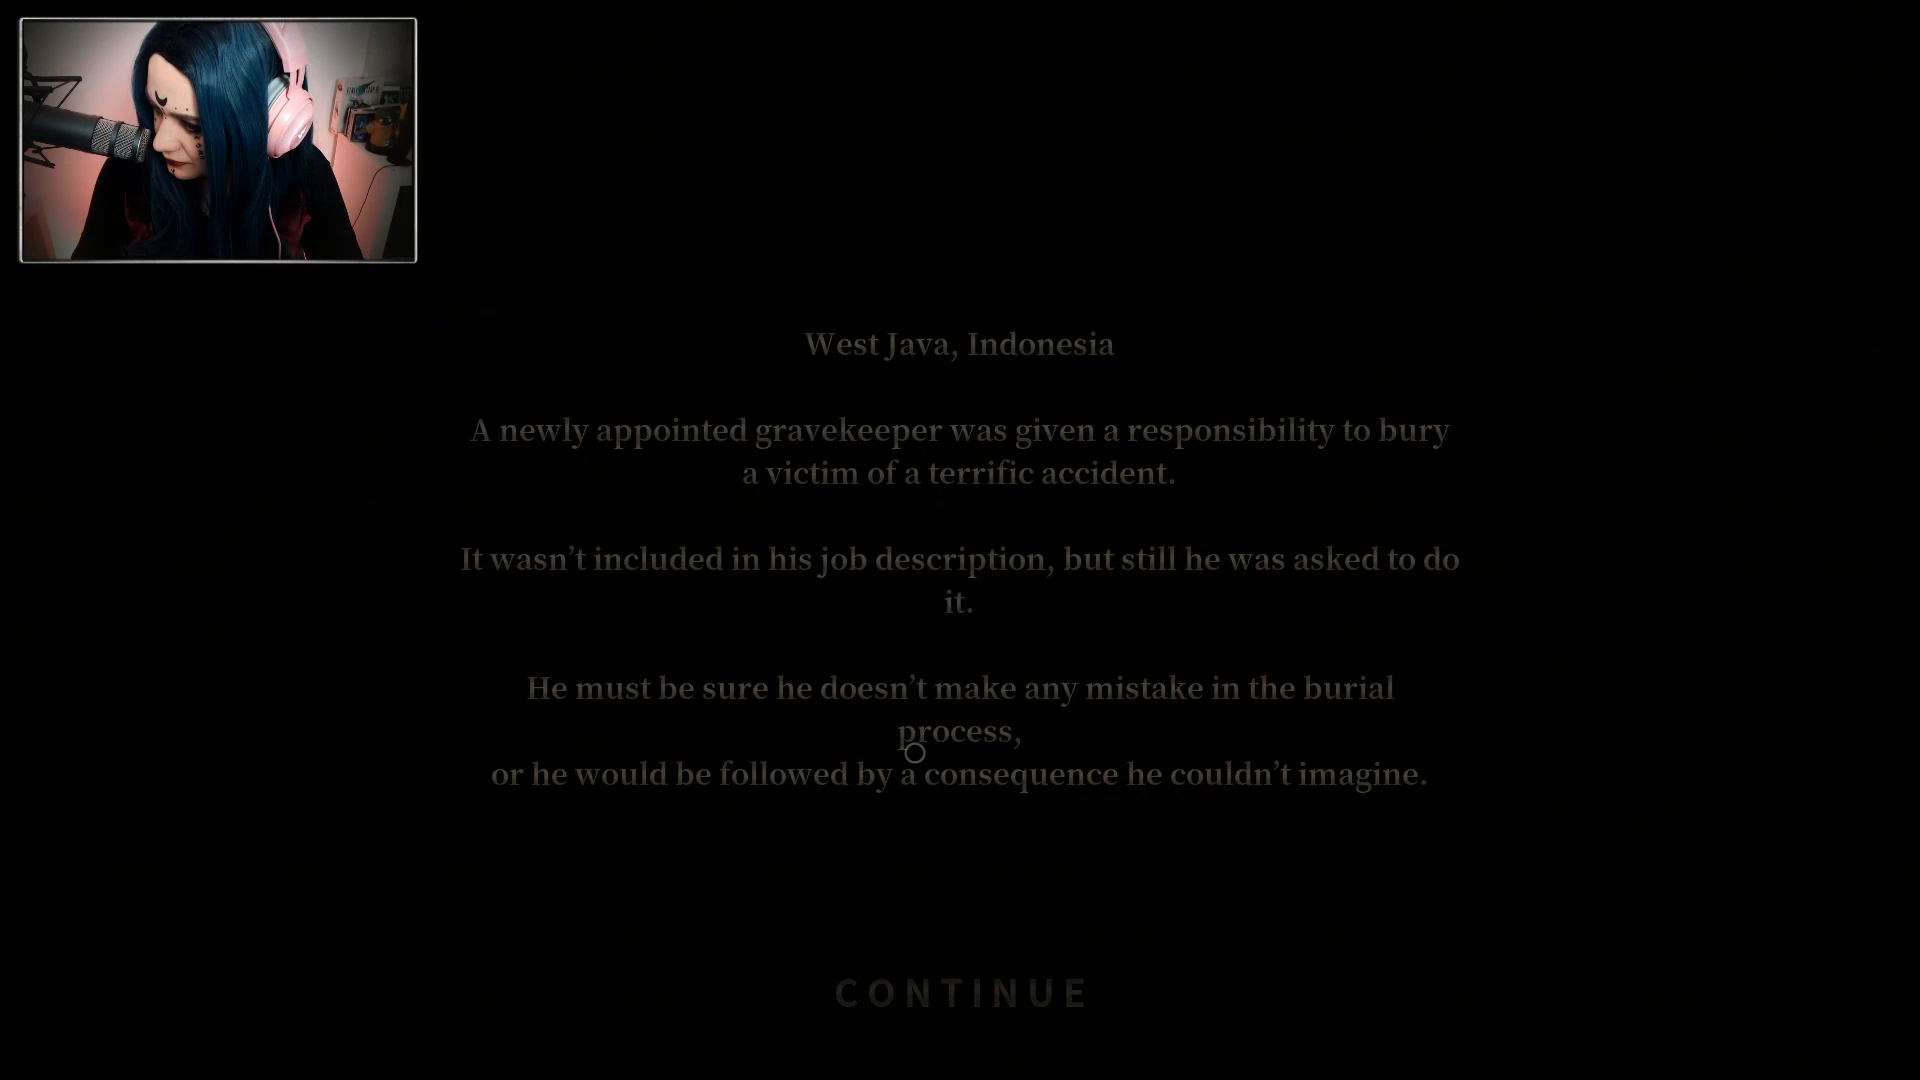 West Java, Indonesia
A newly appointed gravekeeper was given a responsibility to bury
a victim of a terrific accident.
It wasn’t included in his job description, but still he was asked to do
it.
He must be sure he doesn’t make any mistake in the burial
process,
or he would be followed by a consequence he couldn’t imagine.
CONTINUE